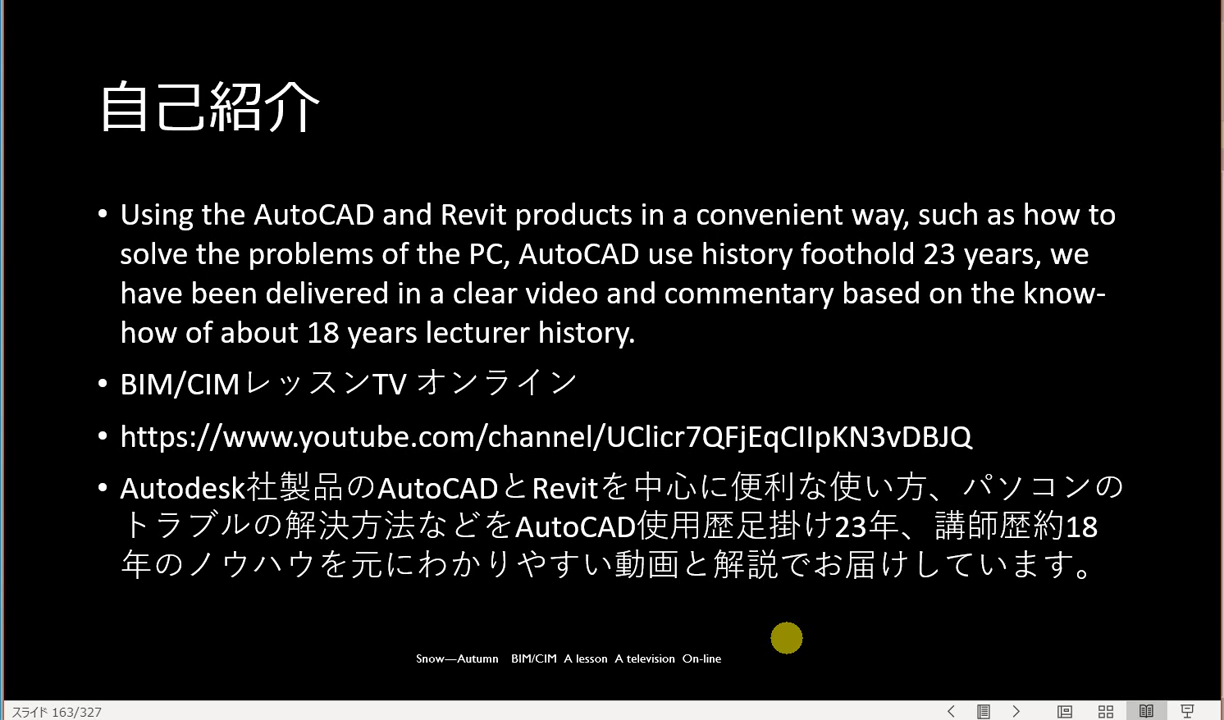 自己紹介
• Using the AutoCAD and Revit products in a convenient way, such as how to
solve the problems of the PC, AutoCAD use history foothold 23 years, we
have been delivered in a clear video and commentary based on the know-
how of about 18 years lecturer history.
• BIM/CIMレッスンTV オンライン
• https://www.youtube.com/channel/UClicr7QFjEqCIIpKN3vDBJQ
• Autodesk社製品のAutoCADとRevitを中心に便利な使い方、パソコンの
トラブルの解決方法などをAutoCAD使用歴足掛け23年、講師歴約18
年のノウハウを元にわかりやすい動画と解説でお届けしています。
Snow—Autumn BIM/CIM A lesson A television On-line
スライド 163/327